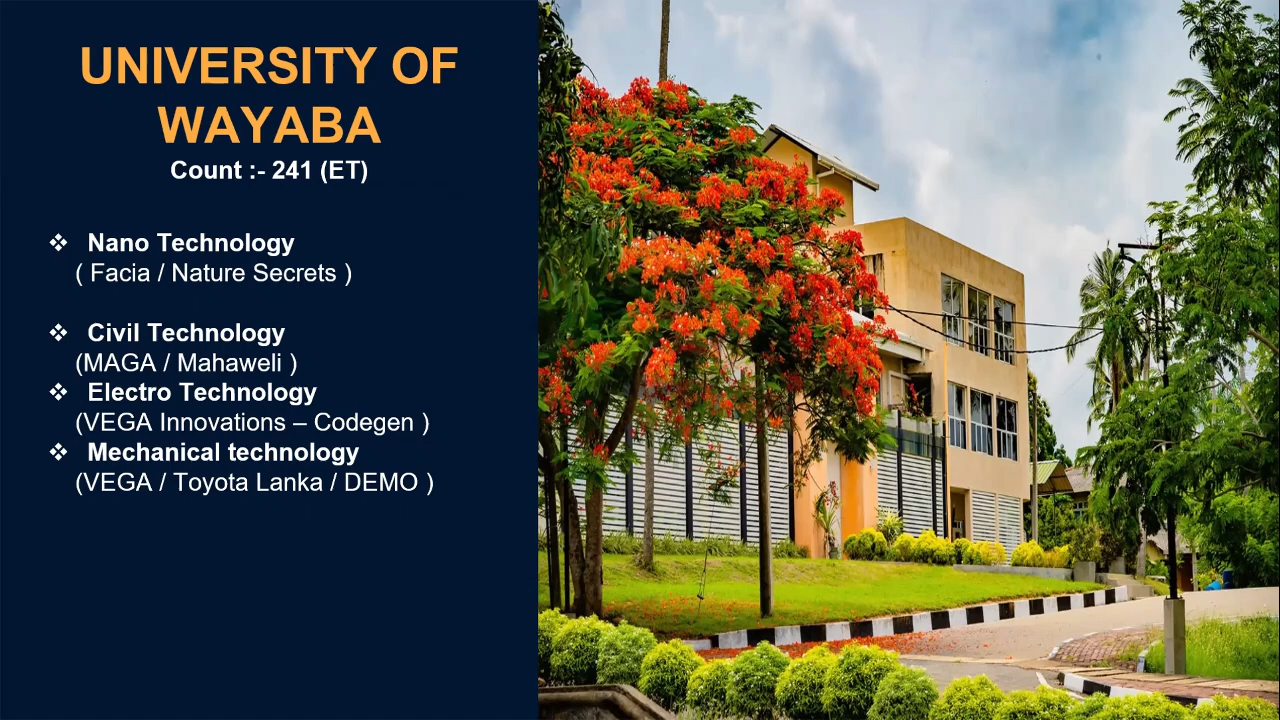 UNIVERSITY OF
WAYABA
Count :- 241 (ET)
❖ Nano Technology
( Facia / Nature Secrets )
❖ Civil Technology
(MAGA / Mahaweli )
❖ Electro Technology
(VEGA Innovations – Codegen )
❖ Mechanical technology
(VEGA / Toyota Lanka / DEMO )